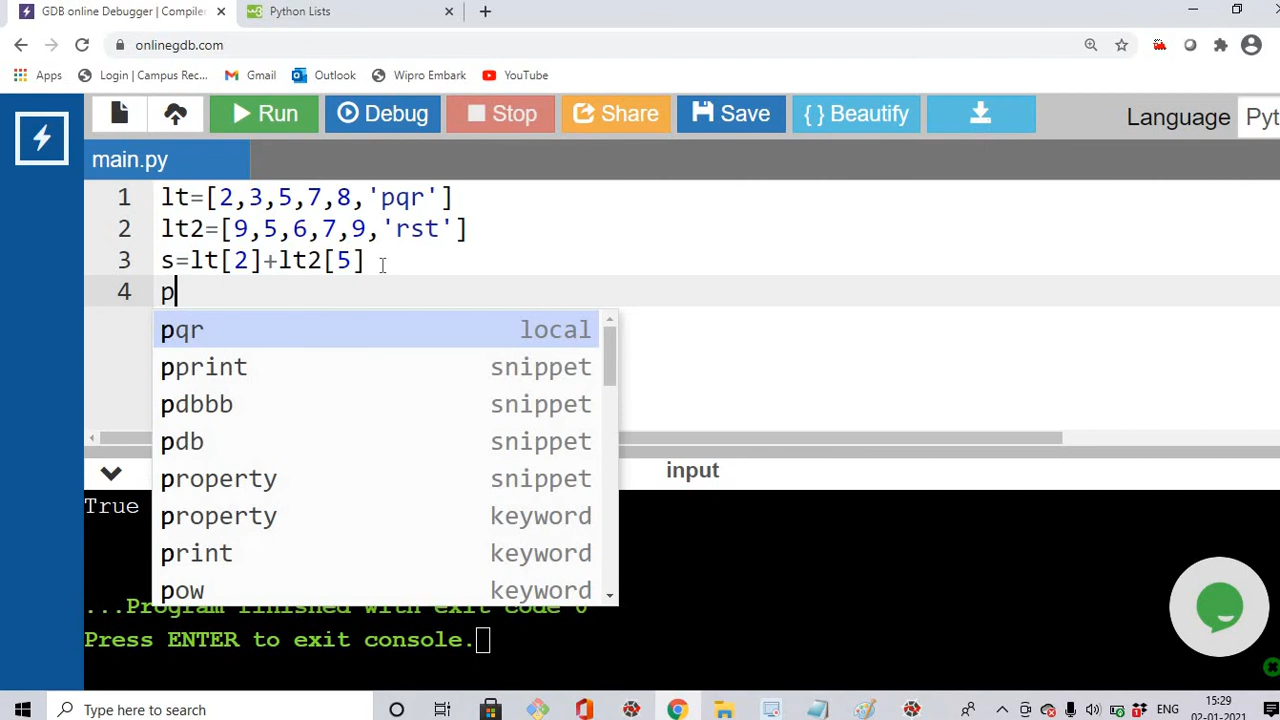 GDB online Debugger | Compiler
Python Lists
onlinegdb.com
Apps Login | Campus Rec... Gmail Outlook Wipro Embark YouTube
Run Debug Stop Share Save { } Beautify Language Pyt
main.py
1 lt=[2,3,5,7,8,'pqr']
2 lt2=[9,5,6,7,9,'rst']
3 s=lt[2]+lt2[5]
4 p
pqr local
pprint snippet
pdbbb snippet
pdb snippet
property snippet
property keyword
print keyword
pow keyword
input
True
...Program finished with exit code 0
Press ENTER to exit console.
Type here to search
ENG
15:29
02-01-2021